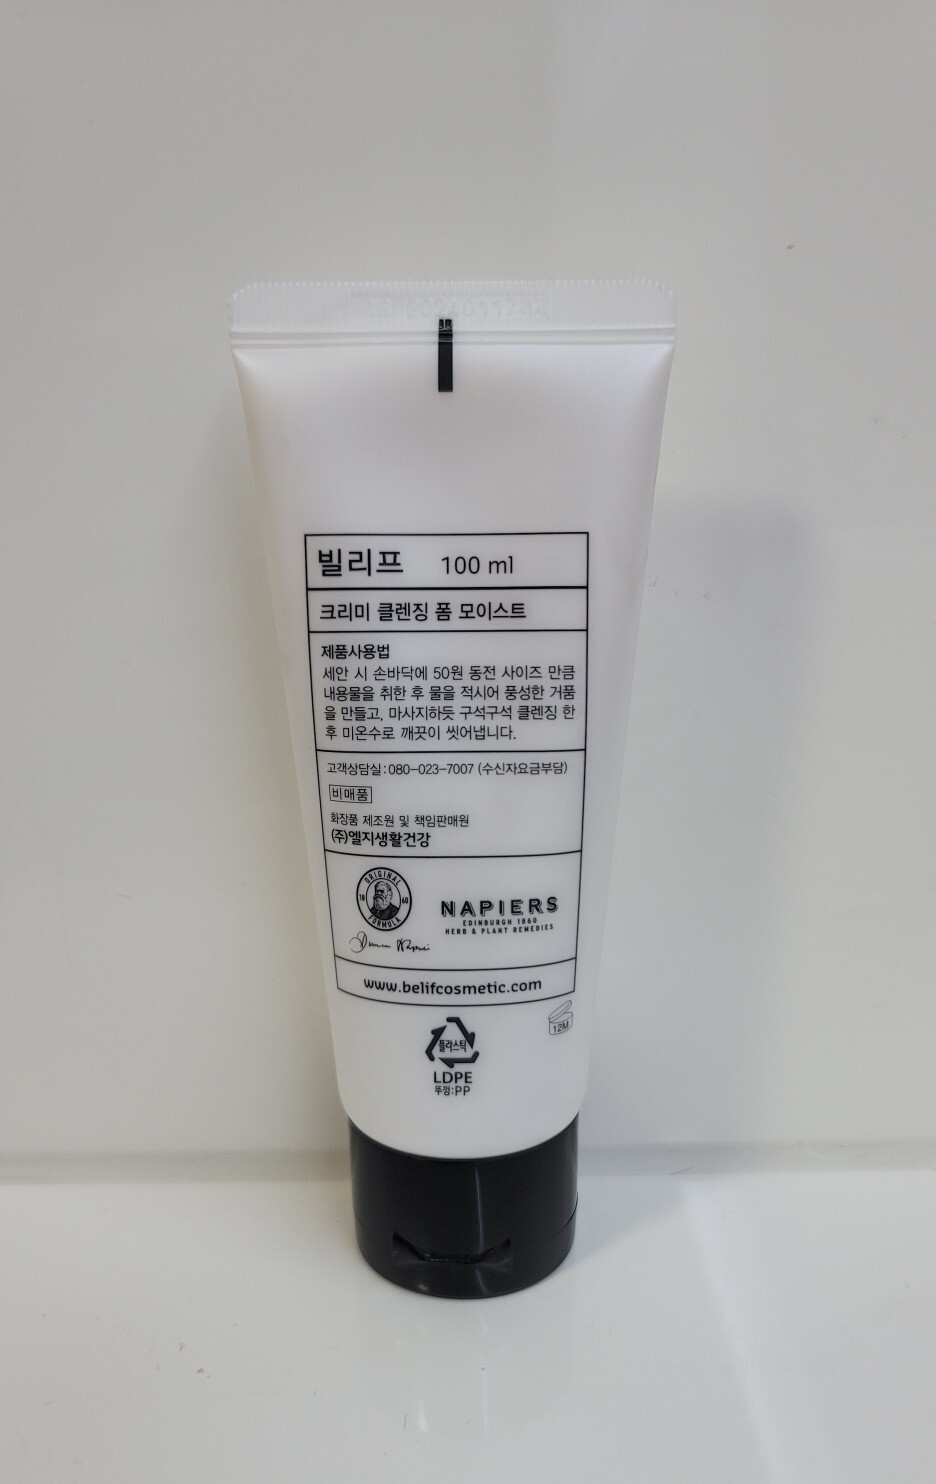 빌리프 100 ml
크리미 클렌징 폼 모이스트
제품사용법
세안 시 손바닥에 50원 동전 사이즈 만큼
내용물을 취한 후 물을 적시어 풍성한 거품
을 만들고, 마사지하듯 구석구석 클렌징 한
후 미온수로 깨끗이 씻어냅니다.
고객상담실:080-023-7007 (수신자요금부담)
비매품
화장품 제조원 및 책임판매원
(주)엘지생활건강
ORIGINAL
18 60
FORMULA
NAPIERS
EDINBURGH 1860
HERB & PLANT REMEDIES
www.belifcosmetic.com
12M
플라스틱
LDPE
뚜껑:PP